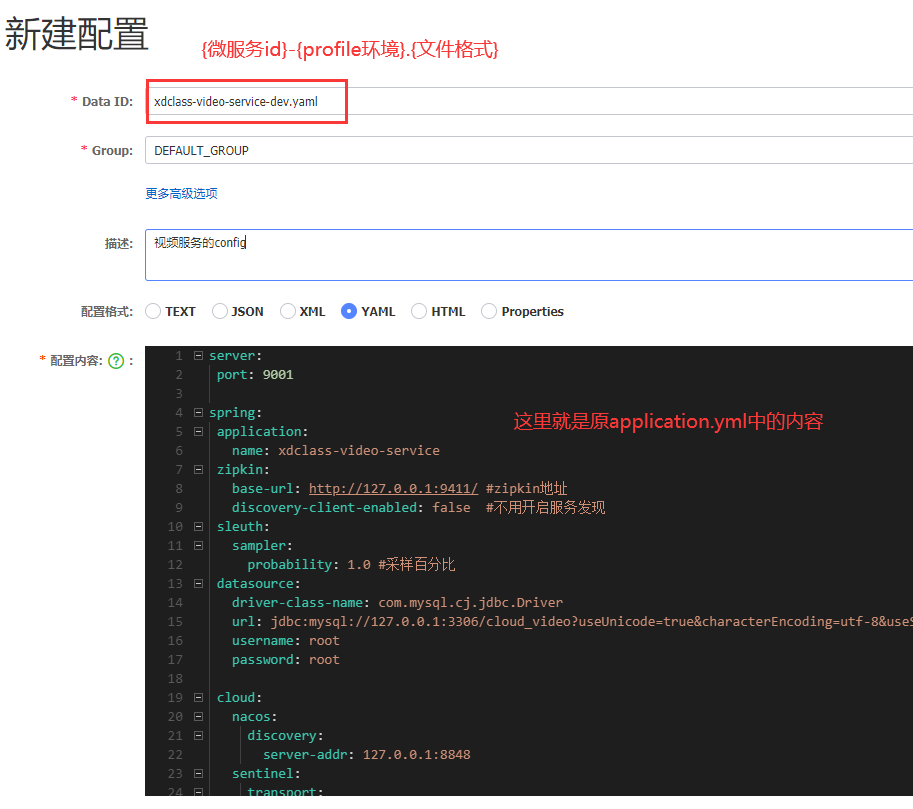 新建配置
{微服务id}-{profile环境}.{文件格式}
* Data ID: xdclass-video-service-dev.yaml
* Group: DEFAULT_GROUP
更多高级选项
描述: 视频服务的config
配置格式: TEXT JSON XML YAML HTML Properties
* 配置内容: ? :
1 server:
2 port: 9001
3
4 spring:
这里就是原application.yml中的内容
5 application:
6 name: xdclass-video-service
7 zipkin:
8 base-url: http://127.0.0.1:9411/ #zipkin地址
9 discovery-client-enabled: false #不用开启服务发现
10 sleuth:
11 sampler:
12 probability: 1.0 #采样百分比
13 datasource:
14 driver-class-name: com.mysql.cj.jdbc.Driver
15 url: jdbc:mysql://127.0.0.1:3306/cloud_video?useUnicode=true&characterEncoding=utf-8&useS
16 username: root
17 password: root
18
19 cloud:
20 nacos:
21 discovery:
22 server-addr: 127.0.0.1:8848
23 sentinel:
24 transport: